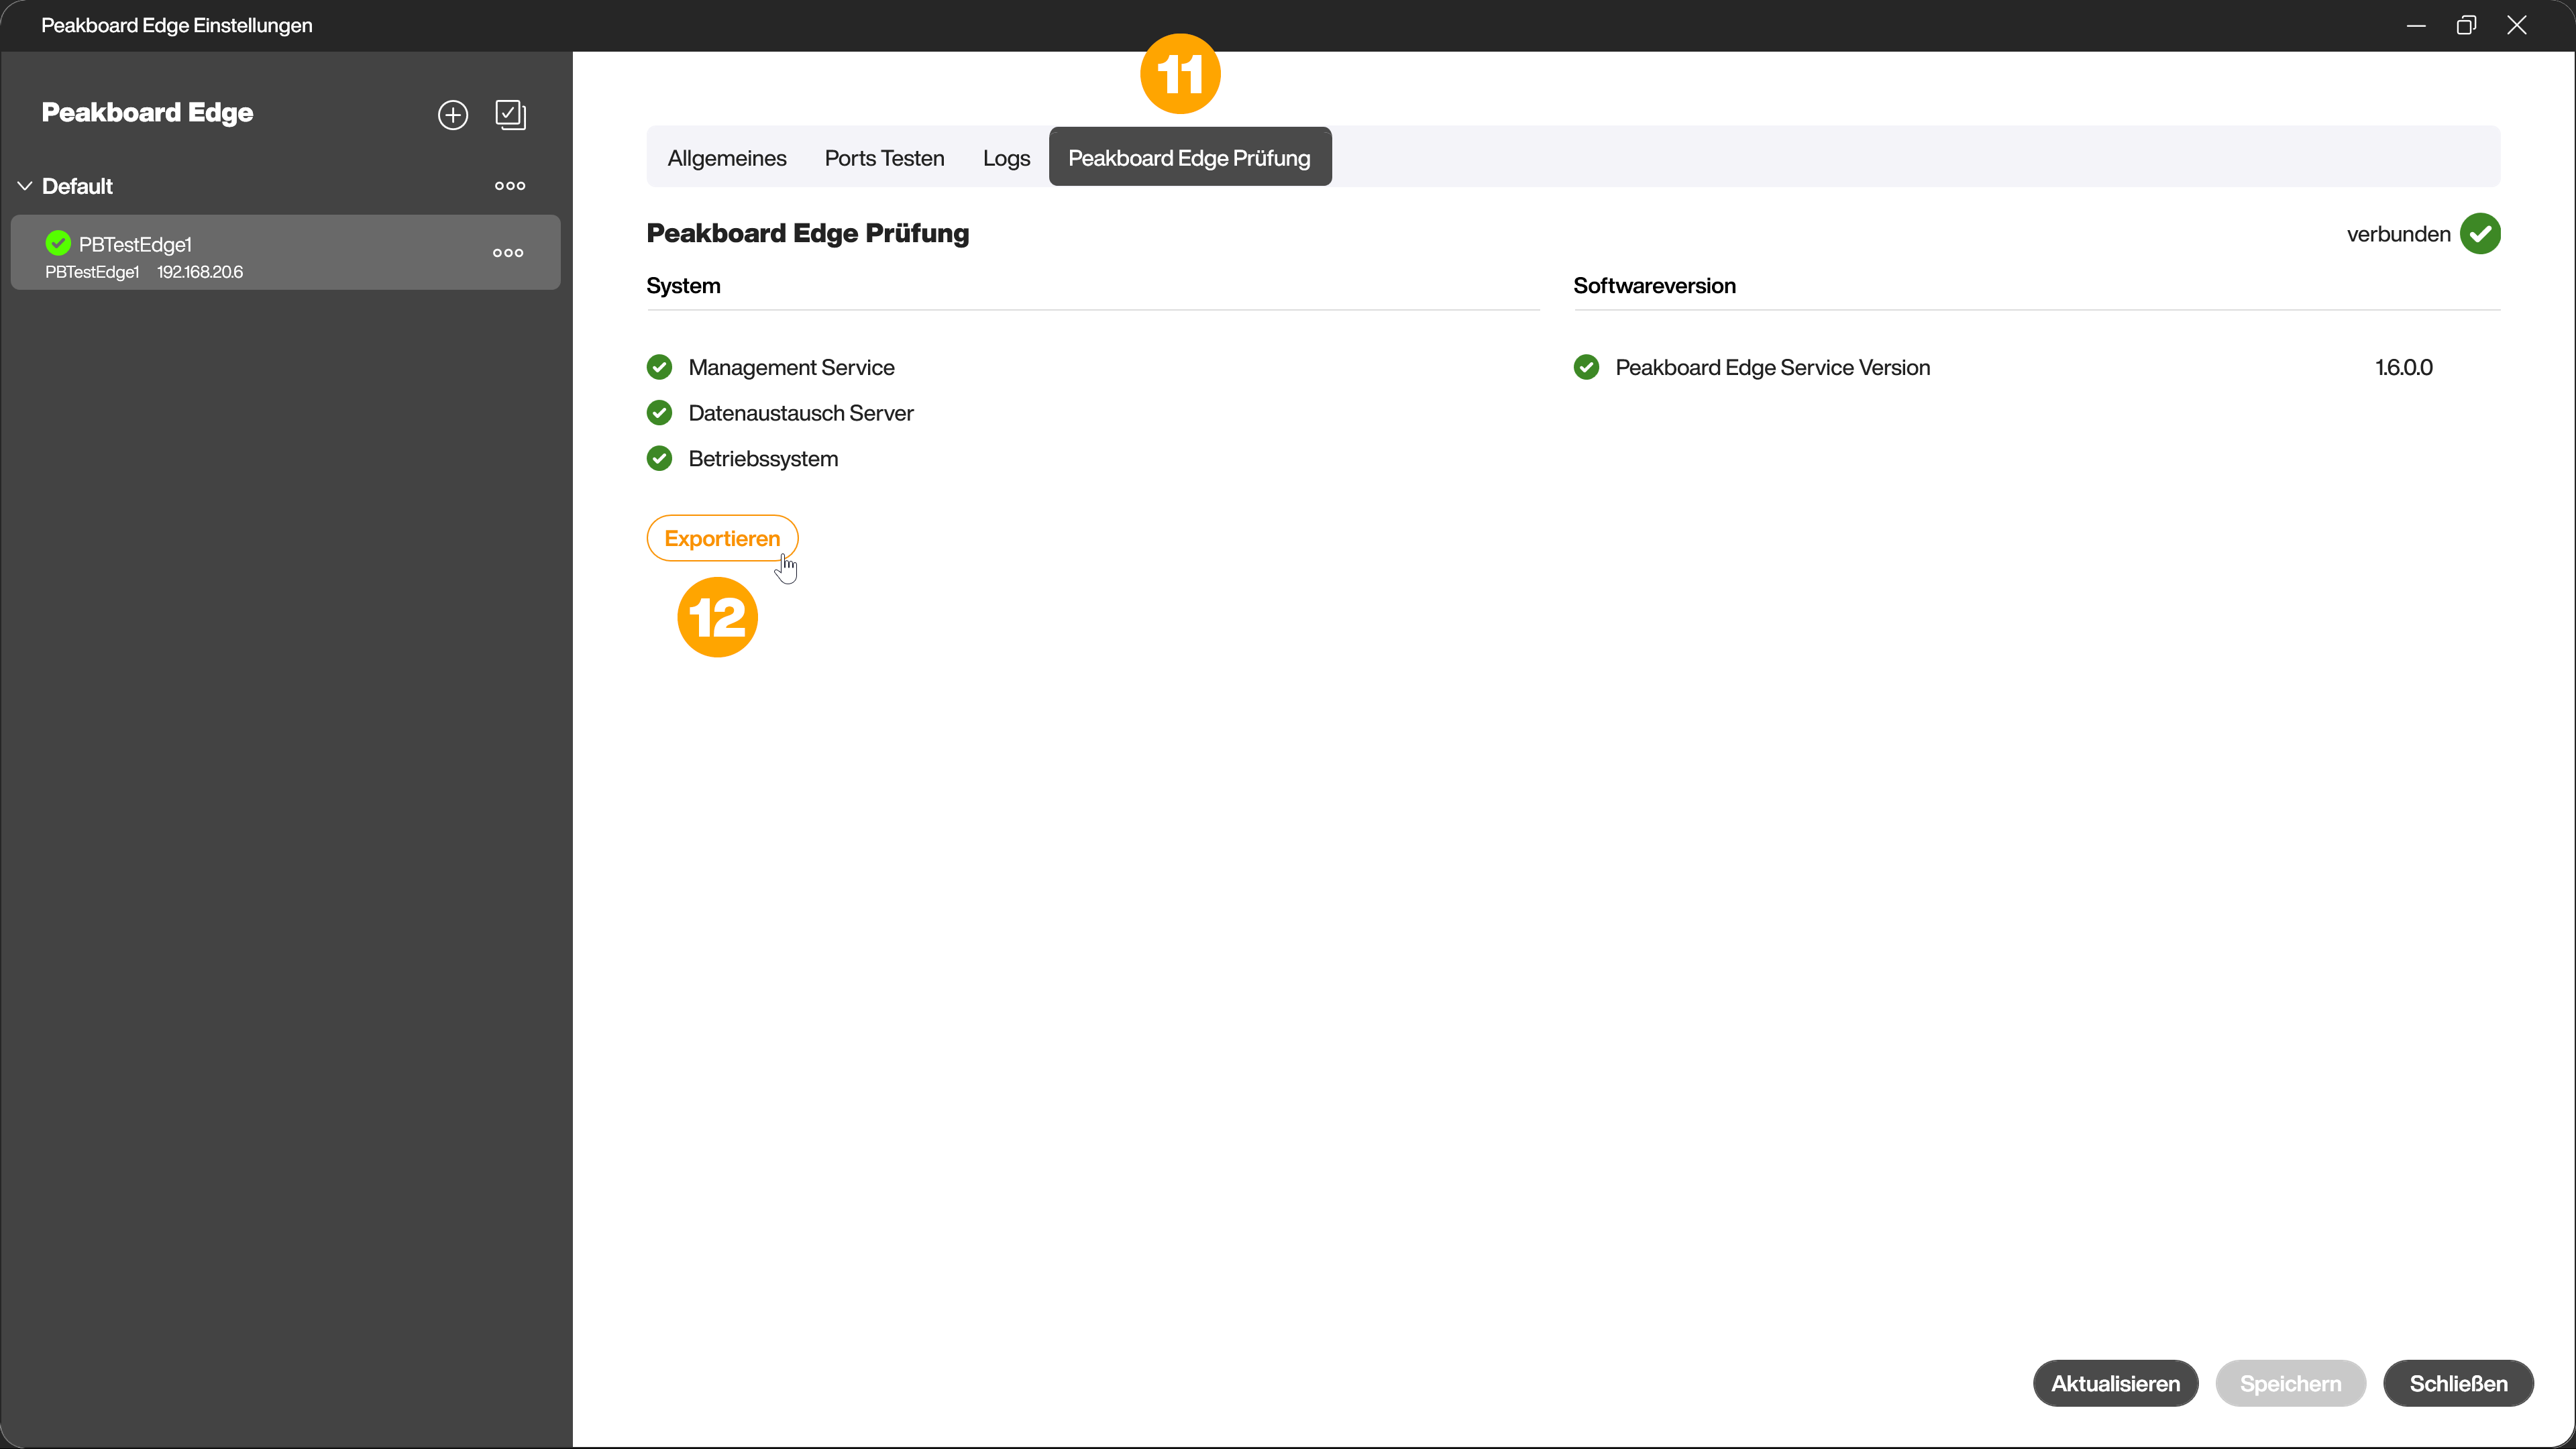 Peakboard Edge Einstellungen
Peakboard Edge
Default
PBTestEdge1
PBTestEdge1 192.168.20.6
11
Allgemeines Ports Testen Logs Peakboard Edge Prüfung
Peakboard Edge Prüfung
verbunden
System
Softwareversion
Management Service
Datenaustausch Server
Betriebssystem
Peakboard Edge Service Version 1.6.0.0
Exportieren
12
Aktualisieren Speichern Schließen